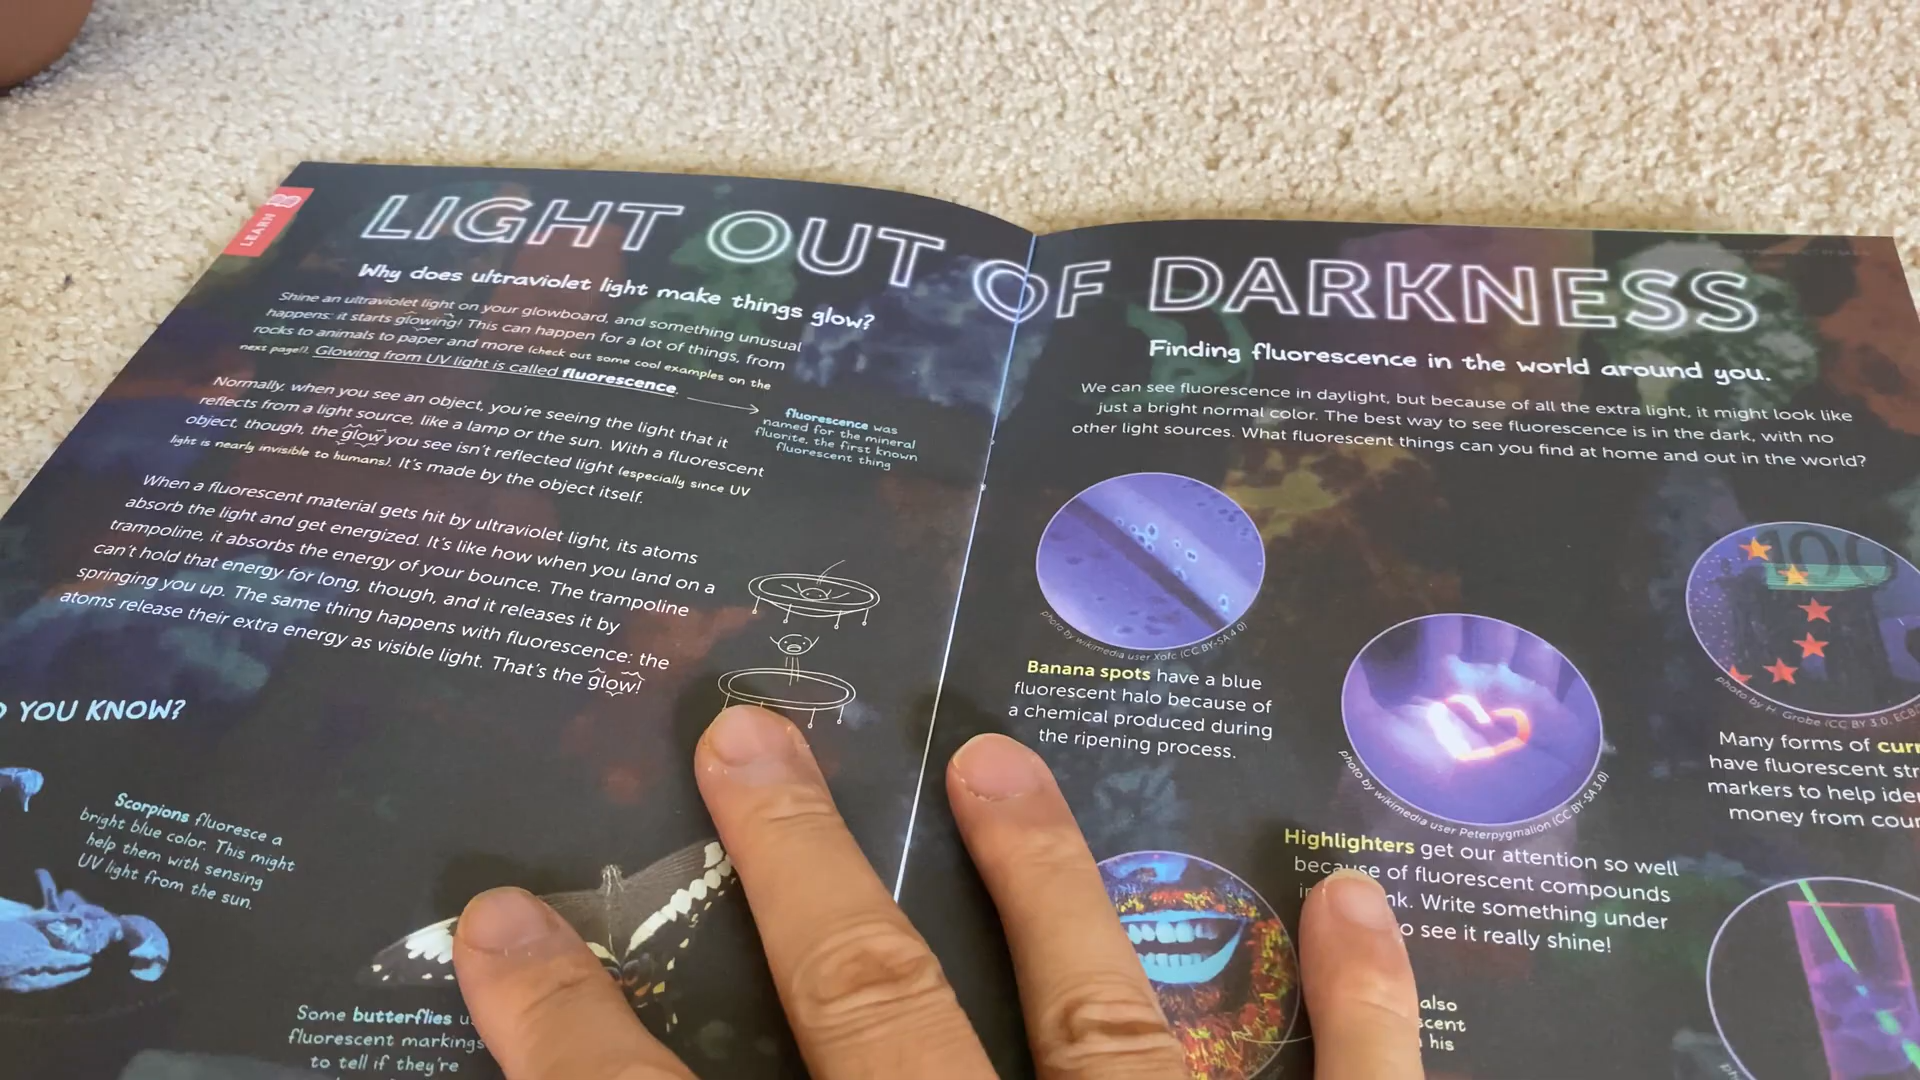 LEARN
LIGHT OUT OF DARKNESS
Why does ultraviolet light make things glow?
Shine an ultraviolet light on your glowboard, and something unusual
happens: it starts glowing! This can happen for a lot of things, from
rocks to animals to paper and more (check out some cool examples on the
next page!). Glowing from UV light is called fluorescence.
fluorescence was
named for the mineral
fluorite, the first known
fluorescent thing
Normally, when you see an object, you're seeing the light that it
reflects from a light source, like a lamp or the sun. With a fluorescent
object, though, the glow you see isn't reflected light (especially since UV
light is nearly invisible to humans). It's made by the object itself.
When a fluorescent material gets hit by ultraviolet light, its atoms
absorb the light and get energized. It's like how when you land on a
trampoline, it absorbs the energy of your bounce. The trampoline
can't hold that energy for long, though, and it releases it by
springing you up. The same thing happens with fluorescence: the
atoms release their extra energy as visible light. That's the glow!
YOU KNOW?
Scorpions fluoresce a
bright blue color. This might
help them with sensing
UV light from the sun.
Some butterflies
fluorescent markings
to tell if they're
Finding fluorescence in the world around you.
We can see fluorescence in daylight, but because of all the extra light, it might look like
just a bright normal color. The best way to see fluorescence is in the dark, with no
other light sources. What fluorescent things can you find at home and out in the world?
photo by wikimedia user Xofc (CC BY-SA 4.0)
Banana spots have a blue
fluorescent halo because of
a chemical produced during
the ripening process.
photo by wikimedia user Peterpygmalion (CC BY-SA 3.0)
Highlighters get our attention so well
because of fluorescent compounds
Write something under
to see it really shine!
100
photo by H. Grobe (CC BY 3.0, ECB
Many forms of
have fluorescent
markers to help
money from
also
his